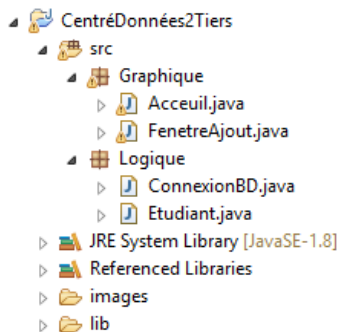 CentréDonnées2Tiers
src
Graphique
Acceuil.java
FenetreAjout.java
Logique
ConnexionBD.java
Etudiant.java
JRE System Library [JavaSE-1.8]
Referenced Libraries
images
lib